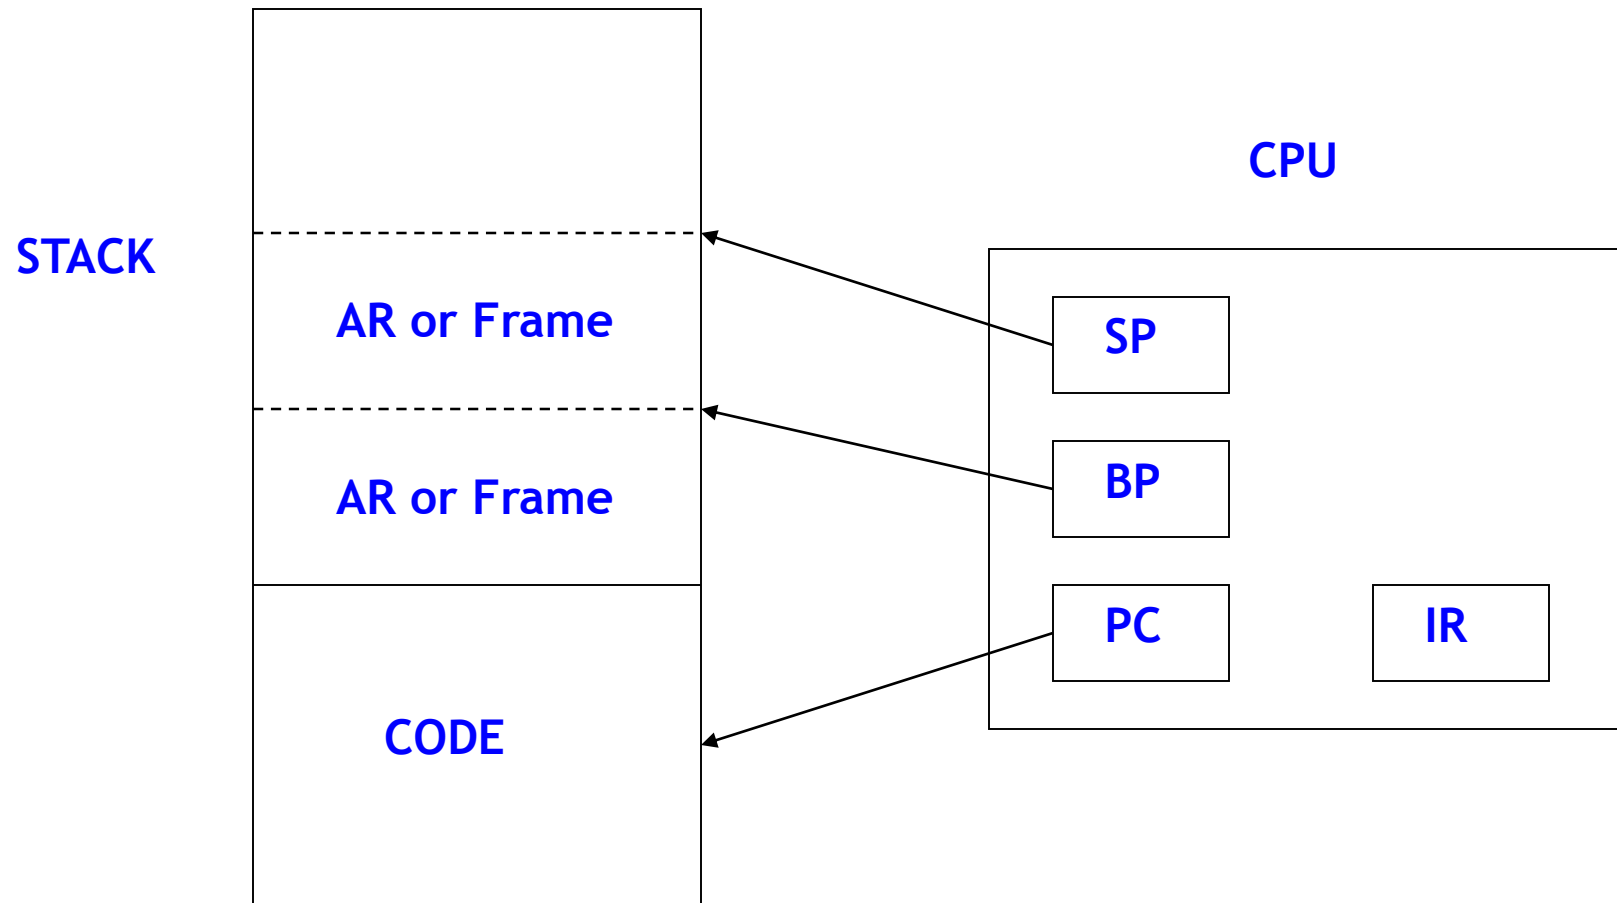 CPU
STACK
AR or Frame
SP
BP
AR or Frame
PC
IR
CODE